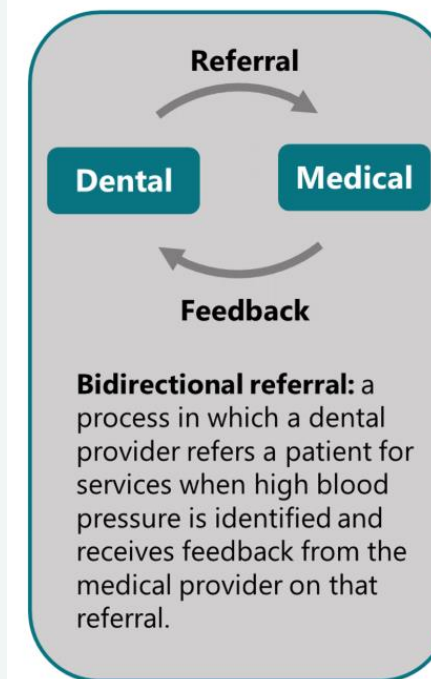 Referral
Dental
Medical
Feedback
Bidirectional referral: a
process in which a dental
provider refers a patient for
services when high blood
pressure is identified and
receives feedback from the
medical provider on that
referral.